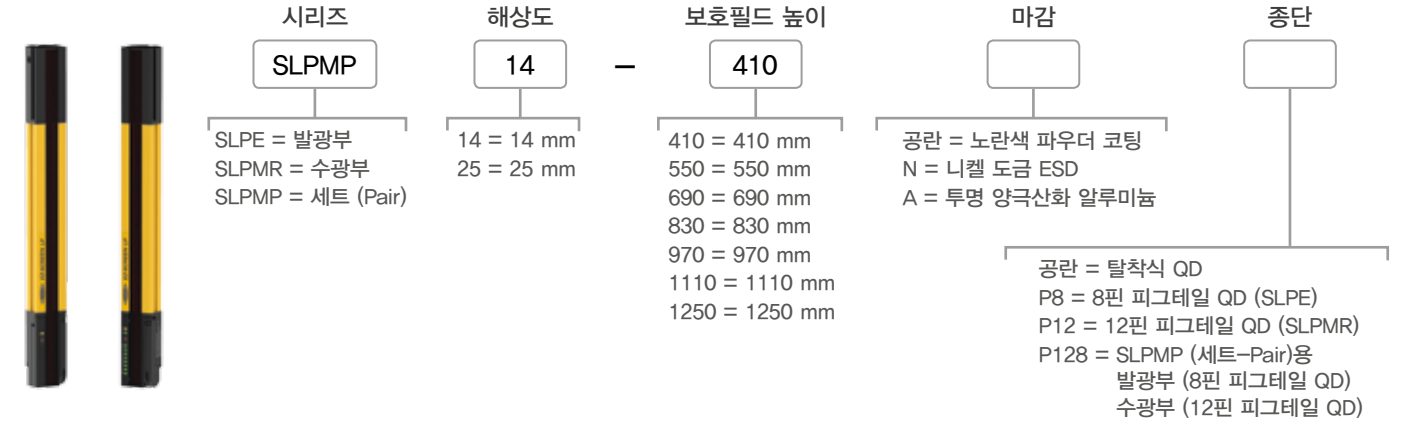 시리즈 해상도 보호필드 높이 마감 종단
SLPMP 14 – 410
SLPE = 발광부
SLPMR = 수광부
SLPMP = 세트 (Pair)
14 = 14 mm
25 = 25 mm
410 = 410 mm
550 = 550 mm
690 = 690 mm
830 = 830 mm
970 = 970 mm
1110 = 1110 mm
1250 = 1250 mm
공란 = 노란색 파우더 코팅
N = 니켈 도금 ESD
A = 투명 양극산화 알루미늄
공란 = 탈착식 QD
P8 = 8핀 피그테일 QD (SLPE)
P12 = 12핀 피그테일 QD (SLPMR)
P128 = SLPMP (세트–Pair)용
발광부 (8핀 피그테일 QD)
수광부 (12핀 피그테일 QD)